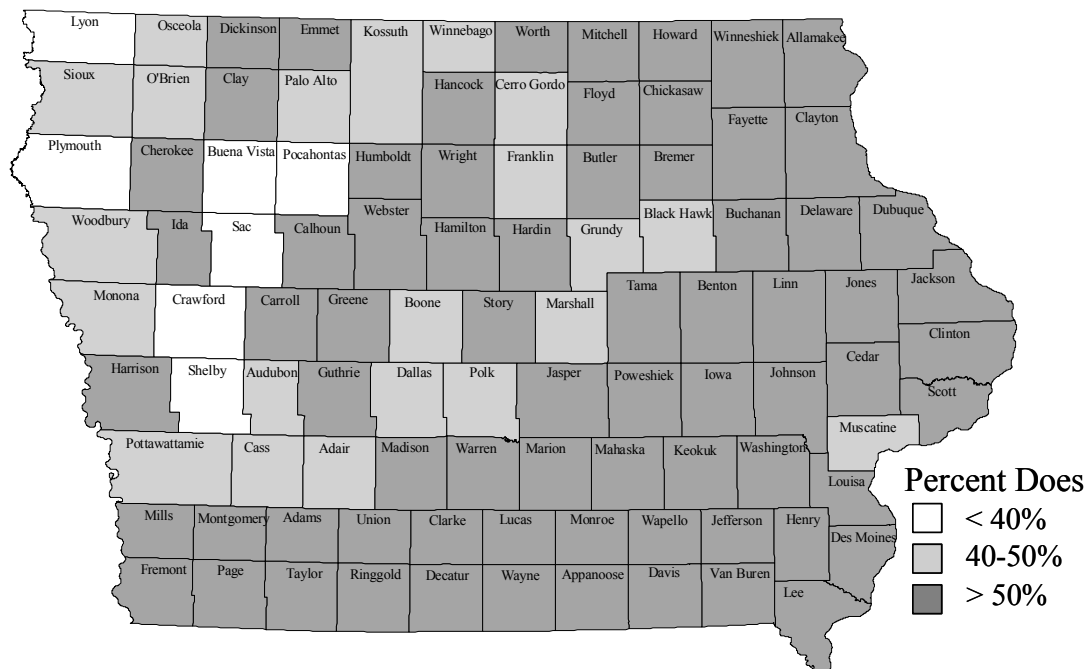 Lyon Osceola Dickinson Emmet Kossuth Winnebago Worth Mitchell Howard Winneshiek Allamakee
Sioux O'Brien Clay Palo Alto Hancock Cerro Gordo Floyd Chickasaw
Fayette Clayton
Plymouth Cherokee Buena Vista Pocahontas Humboldt Wright Franklin Butler Bremer
Woodbury Ida Sac Calhoun Webster Hamilton Hardin Grundy Black Hawk Buchanan Delaware Dubuque
Monona Crawford Carroll Greene Boone Story Marshall Tama Benton Linn Jones Jackson
Clinton
Harrison Shelby Audubon Guthrie Dallas Polk Jasper Poweshiek Iowa Johnson Cedar
Scott
Pottawattamie Cass Adair Madison Warren Marion Mahaska Keokuk Washington Muscatine
Louisa
Mills Montgomery Adams Union Clarke Lucas Monroe Wapello Jefferson Henry
Des Moines
Fremont Page Taylor Ringgold Decatur Wayne Appanoose Davis Van Buren Lee
Percent Does
< 40%
40-50%
> 50%